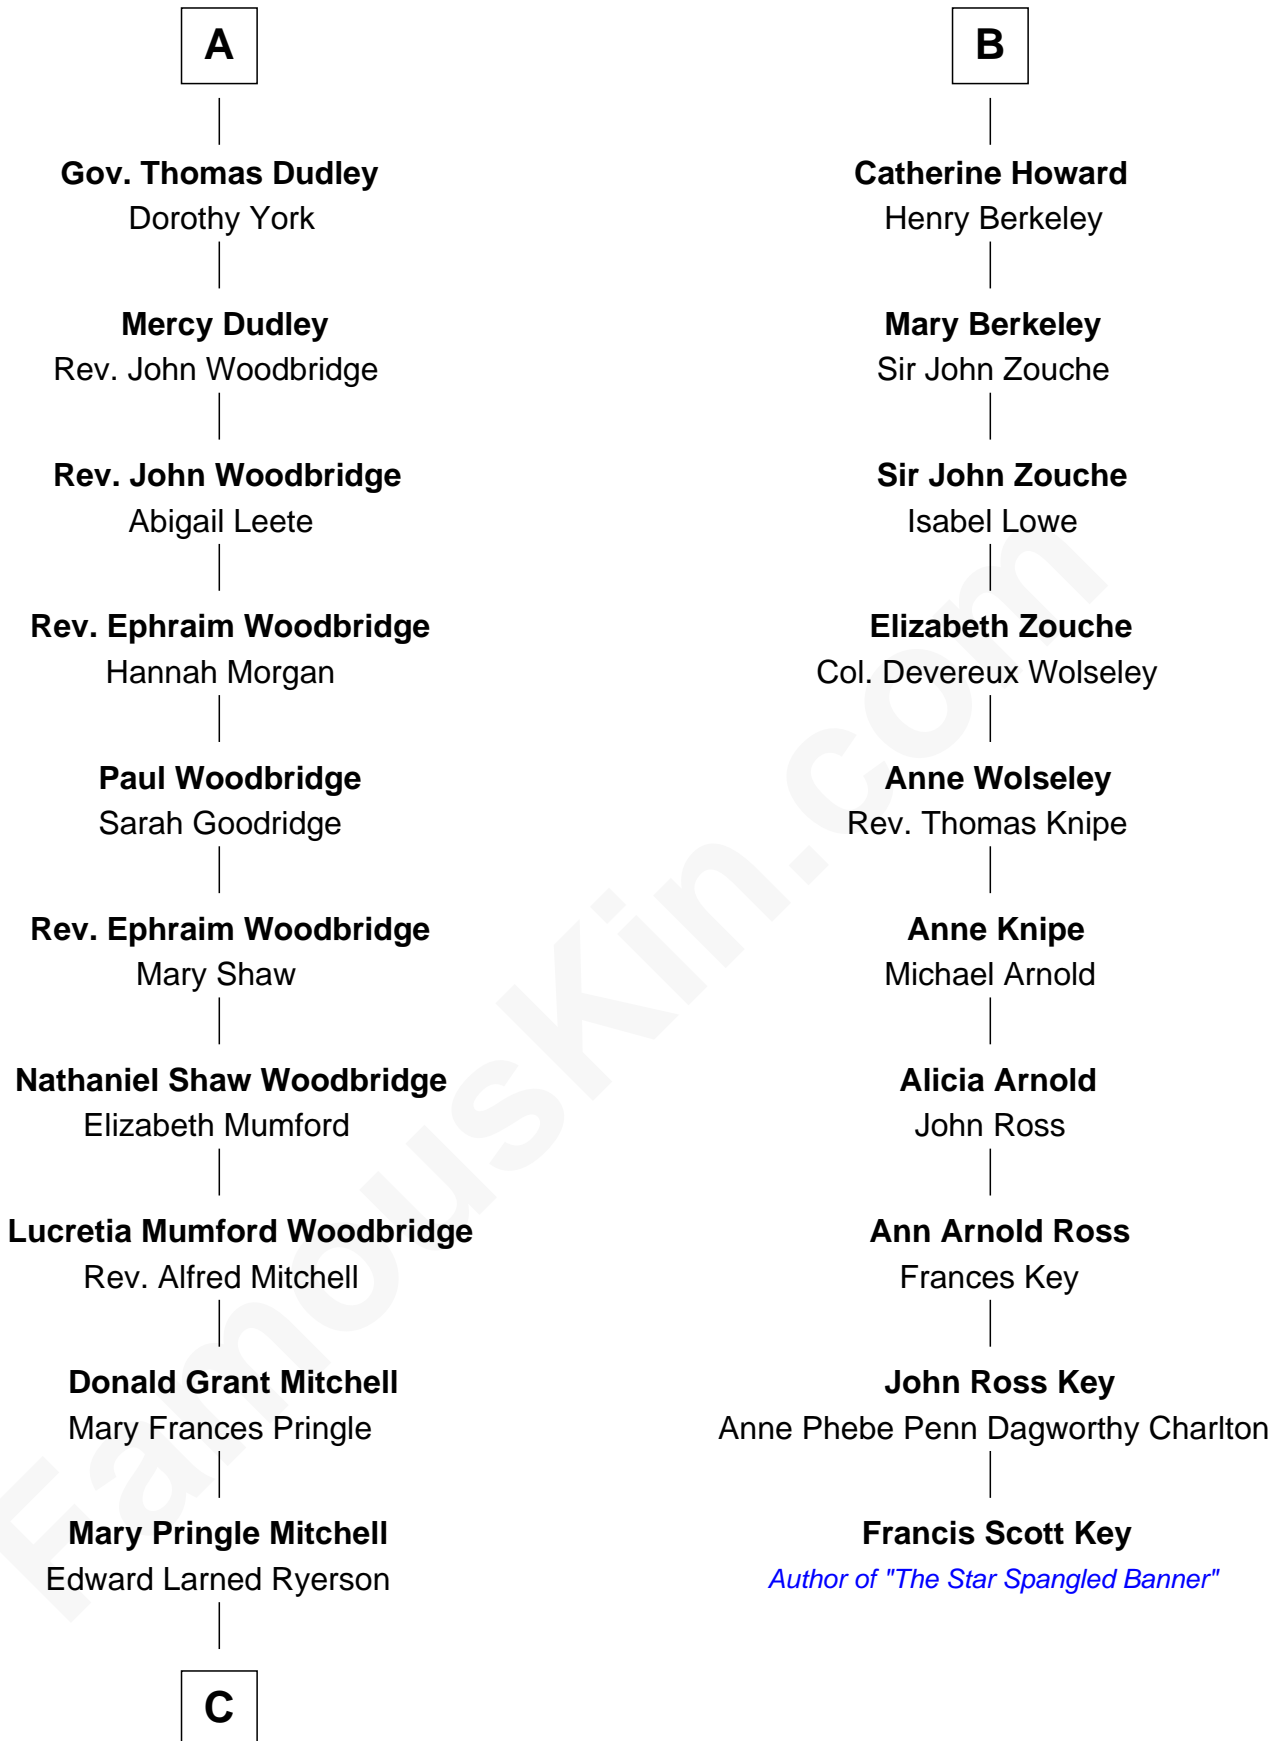 A
Gov. Thomas Dudley
Dorothy York
Mercy Dudley
Rev. John Woodbridge
Rev. John Woodbridge
Abigail Leete
Rev. Ephraim Woodbridge
Hannah Morgan
Paul Woodbridge
Sarah Goodridge
Rev. Ephraim Woodbridge
Mary Shaw
Nathaniel Shaw Woodbridge
Elizabeth Mumford
Lucretia Mumford Woodbridge
Rev. Alfred Mitchell
Donald Grant Mitchell
Mary Frances Pringle
Mary Pringle Mitchell
Edward Larned Ryerson
C
B
Catherine Howard
Henry Berkeley
Mary Berkeley
Sir John Zouche
Sir John Zouche
Isabel Lowe
Elizabeth Zouche
Col. Devereux Wolseley
Anne Wolseley
Rev. Thomas Knipe
Anne Knipe
Michael Arnold
Alicia Arnold
John Ross
Ann Arnold Ross
Frances Key
John Ross Key
Anne Phebe Penn Dagworthy Charlton
Francis Scott Key
Author of "The Star Spangled Banner"
FamousKin.com